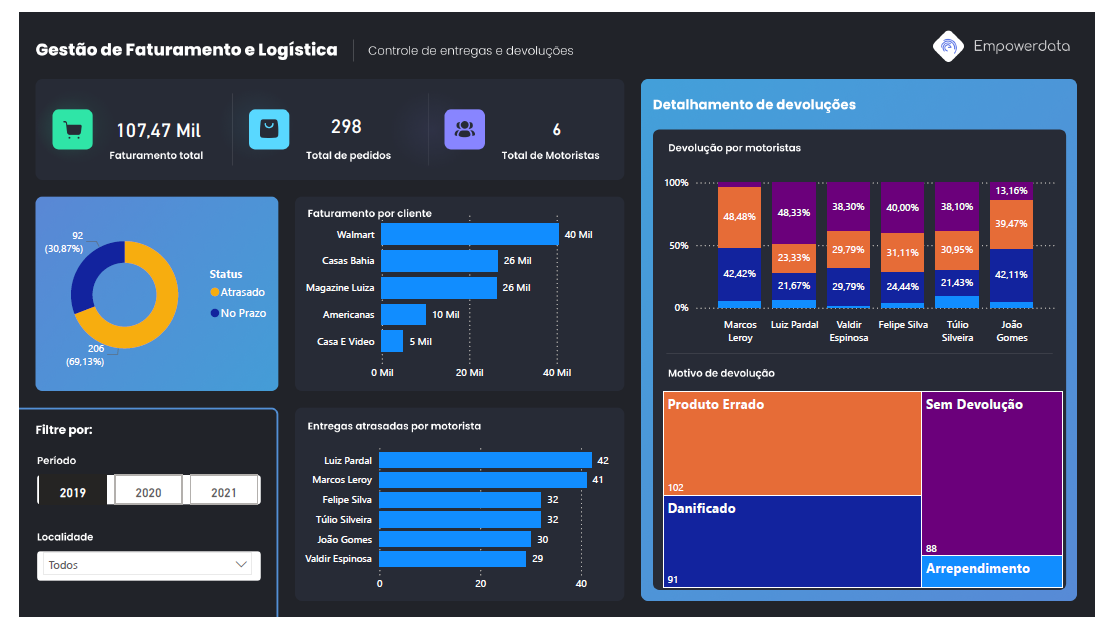 Gestão de Faturamento e Logística
Controle de entregas e devoluções
Empowerdata
107,47 Mil
Faturamento total
298
Total de pedidos
6
Total de Motoristas
92
(30,87%)
206
(69,13%)
Status
Atrasado
No Prazo
Faturamento por cliente
Walmart
40 Mil
Casas Bahia
26 Mil
Magazine Luiza
26 Mil
Americanas
10 Mil
Casa E Video
5 Mil
0 Mil
20 Mil
40 Mil
Filtre por:
Período
2019
2020
2021
Localidade
Todos
Entregas atrasadas por motorista
Luiz Pardal
42
Marcos Leroy
41
Felipe Silva
32
Túlio Silveira
32
João Gomes
30
Valdir Espinosa
29
0
20
40
Detalhamento de devoluções
Devolução por motoristas
100%
50%
0%
48,48%
42,42%
48,33%
23,33%
21,67%
38,30%
29,79%
29,79%
40,00%
31,11%
24,44%
38,10%
30,95%
21,43%
13,16%
39,47%
42,11%
Marcos
Leroy
Luiz Pardal
Valdir
Espinosa
Felipe Silva
Túlio
Silveira
João
Gomes
Motivo de devolução
Produto Errado
102
Danificado
91
Sem Devolução
88
Arrependimento